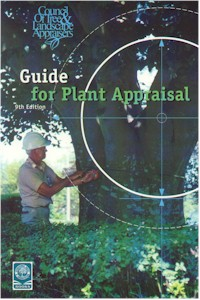 Council
Of Tree &
Landscape
Appraisers
Guide
for Plant Appraisal
9th Edition